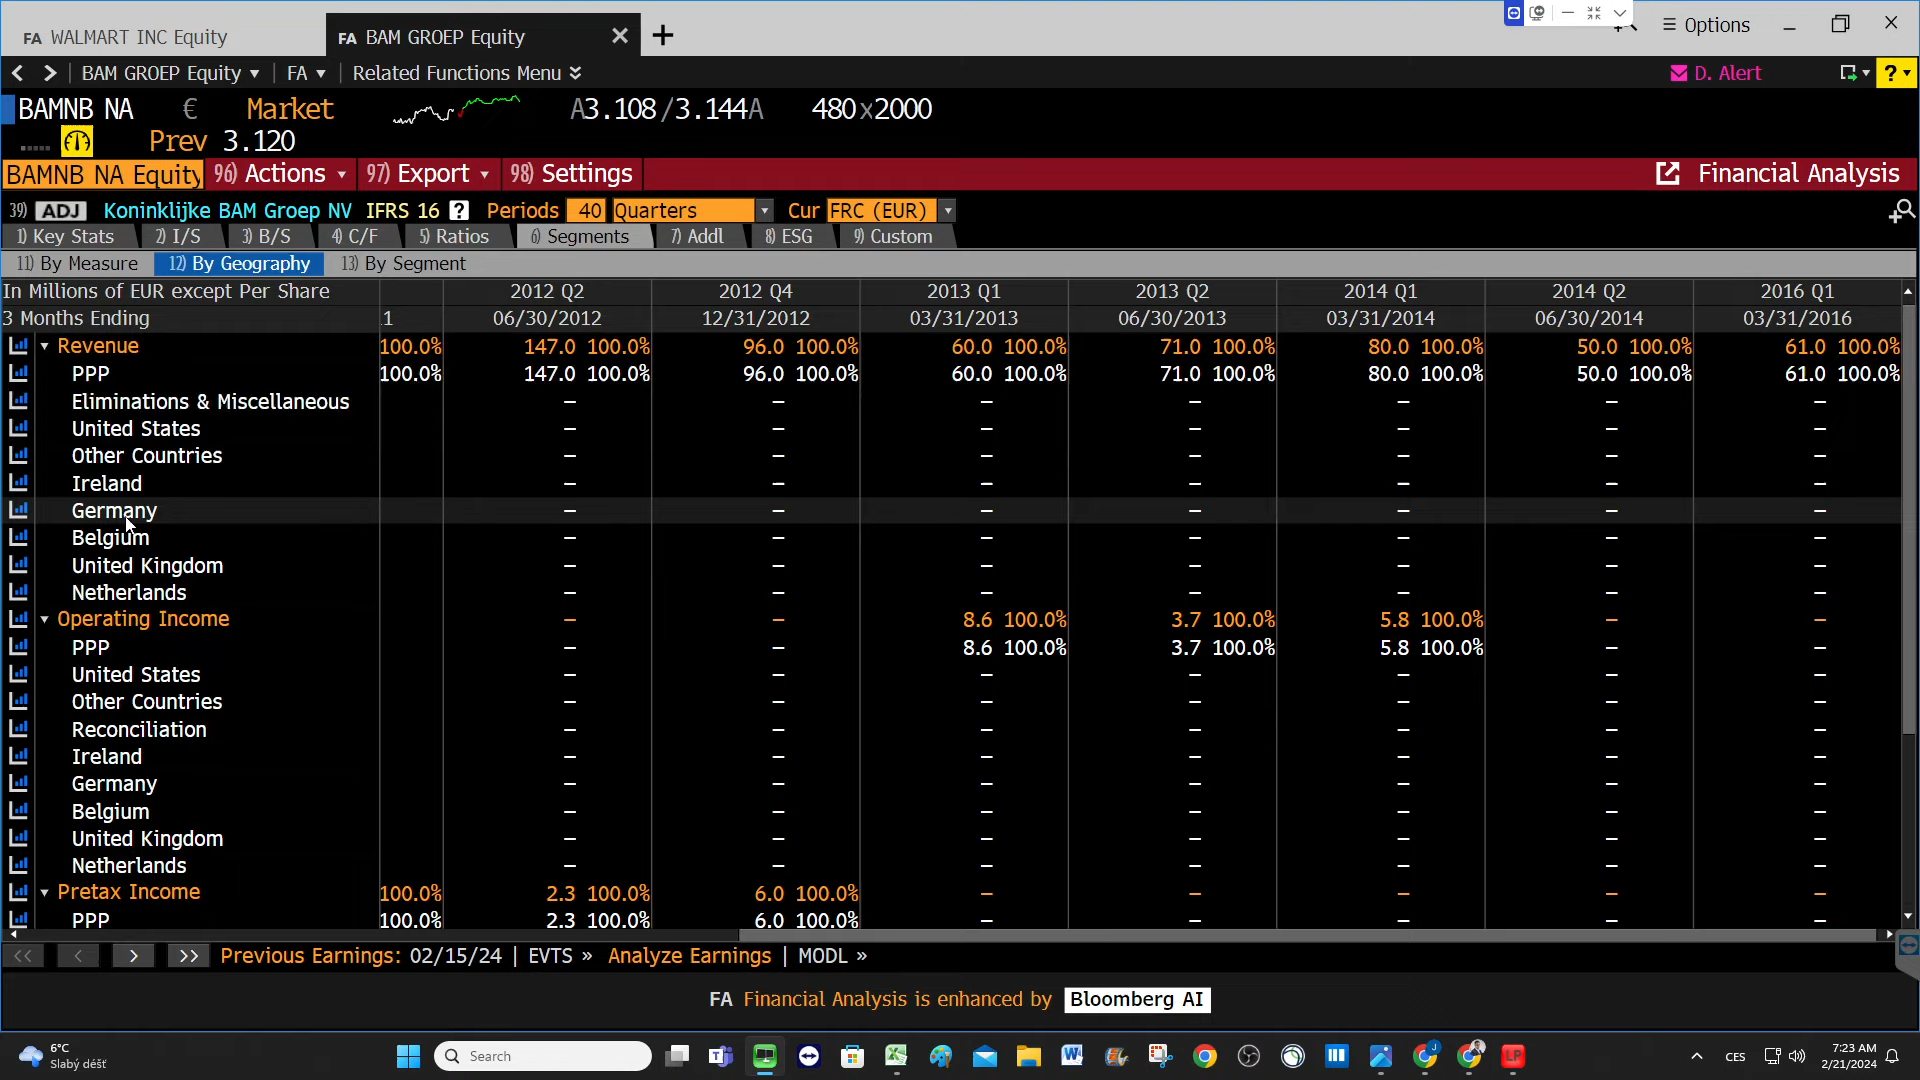 FA WALMART INC Equity
FA BAM GROEP Equity
Options
BAM GROEP Equity FA Related Functions Menu
D. Alert
?
BAMNB NA € Market A3.108/3.144A 480x2000
Prev 3.120
BAMNB NA Equity 96) Actions 97) Export 98) Settings Financial Analysis
39) ADJ Koninklijke BAM Groep NV IFRS 16 ? Periods 40 Quarters Cur FRC (EUR)
1) Key Stats 2) I/S 3) B/S 4) C/F 5) Ratios 6) Segments 7) Addl 8) ESG 9) Custom
11) By Measure 12) By Geography 13) By Segment
In Millions of EUR except Per Share 2012 Q2 2012 Q4 2013 Q1 2013 Q2 2014 Q1 2014 Q2 2016 Q1
3 Months Ending 06/30/2012 12/31/2012 03/31/2013 06/30/2013 03/31/2014 06/30/2014 03/31/2016
Revenue 100.0% 147.0 100.0% 96.0 100.0% 60.0 100.0% 71.0 100.0% 80.0 100.0% 50.0 100.0% 61.0 100.0%
PPP 100.0% 147.0 100.0% 96.0 100.0% 60.0 100.0% 71.0 100.0% 80.0 100.0% 50.0 100.0% 61.0 100.0%
Eliminations & Miscellaneous – – – – – – –
United States – – – – – – –
Other Countries – – – – – – –
Ireland – – – – – – –
Germany – – – – – – –
Belgium – – – – – – –
United Kingdom – – – – – – –
Netherlands – – – – – – –
Operating Income – – 8.6 100.0% 3.7 100.0% 5.8 100.0% – –
PPP – – 8.6 100.0% 3.7 100.0% 5.8 100.0% – –
United States – – – – – – –
Other Countries – – – – – – –
Reconciliation – – – – – – –
Ireland – – – – – – –
Germany – – – – – – –
Belgium – – – – – – –
United Kingdom – – – – – – –
Netherlands – – – – – – –
Pretax Income 100.0% 2.3 100.0% 6.0 100.0% – – – – –
PPP 100.0% 2.3 100.0% 6.0 100.0% – – – – –
<< < > >> Previous Earnings: 02/15/24 | EVTS » Analyze Earnings | MODL »
FA Financial Analysis is enhanced by Bloomberg AI
6°C
Slabý déšť
Search
CES
7:23 AM
2/21/2024